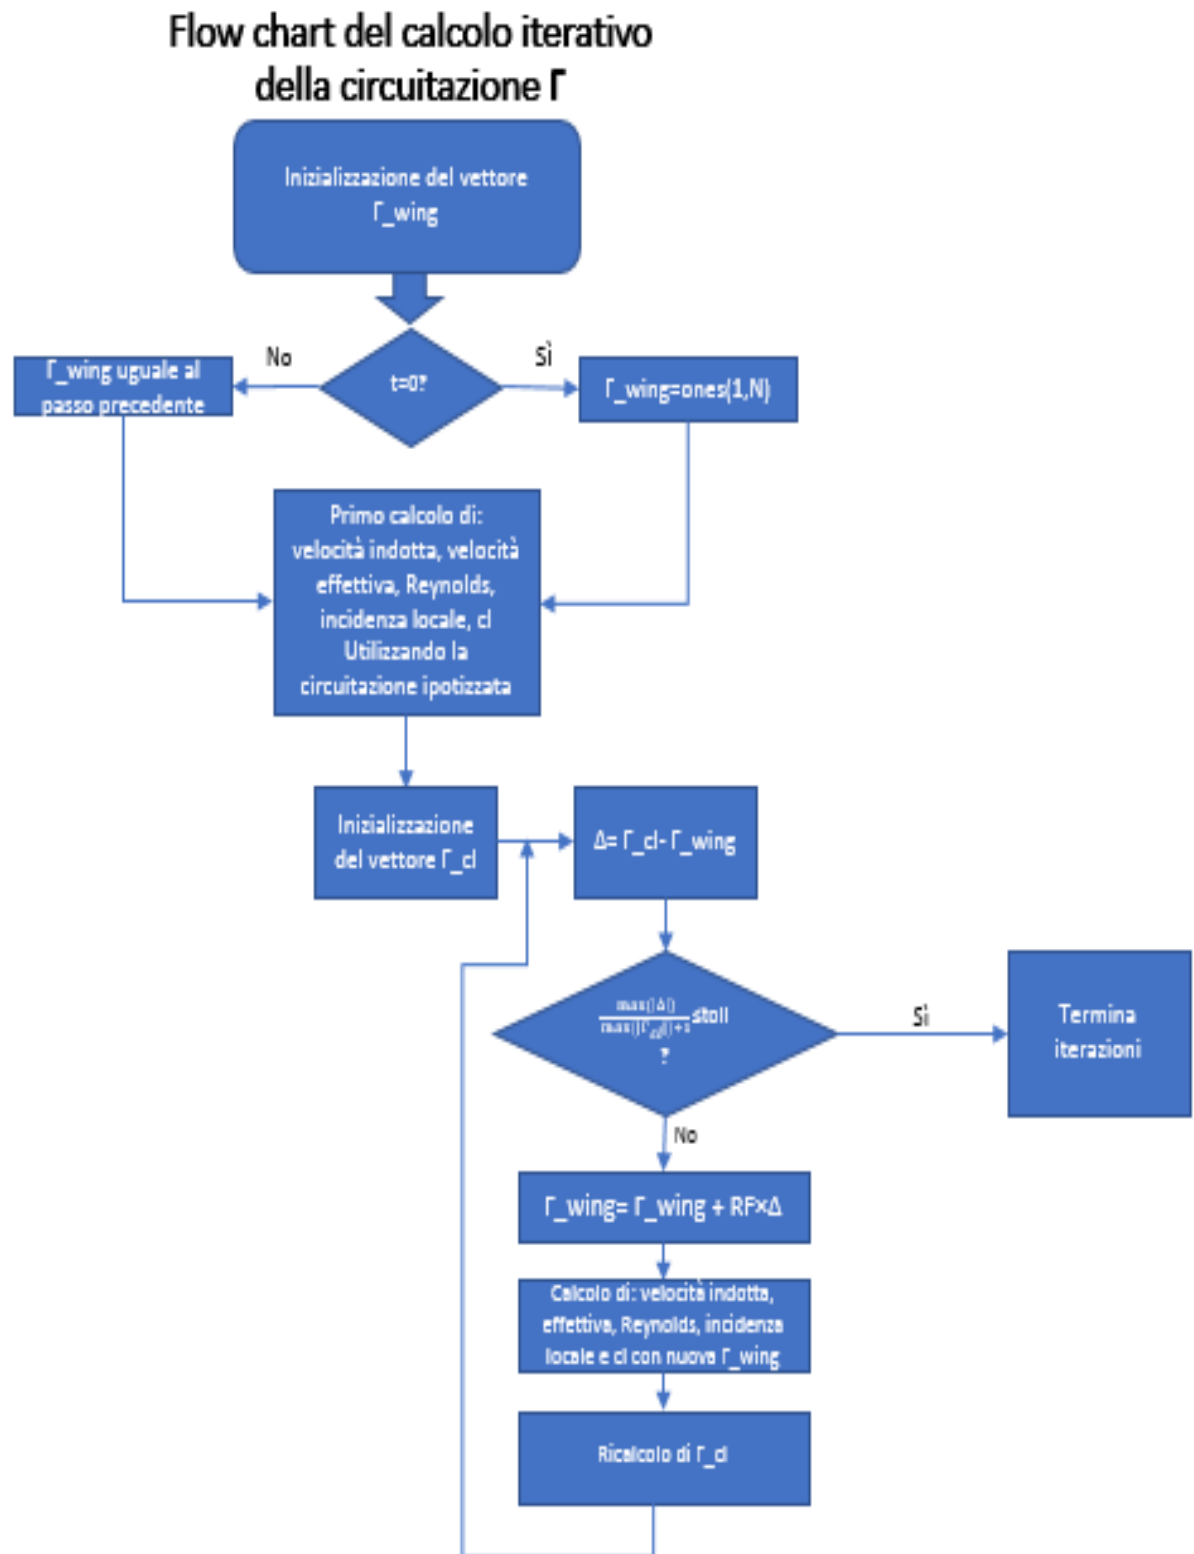 Flow chart del calcolo iterativo
della circuitazione Γ
Inizializzazione del vettore
Γ_wing
t=0?
No
Sì
Γ_wing uguale al
passo precedente
Γ_wing=ones(1,N)
Primo calcolo di:
velocità indotta, velocità
effettiva, Reynolds,
incidenza locale, cl
Utilizzando la
circuitazione ipotizzata
Inizializzazione
del vettore Γ_cl
Δ= Γ_cl- Γ_wing
max(|Δ|)
?
Sì
Termina
iterazioni
No
Γ_wing= Γ_wing + RF×Δ
Calcolo di: velocità indotta,
effettiva, Reynolds, incidenza
locale e cl con nuova Γ_wing
Ricalcolo di Γ_cl